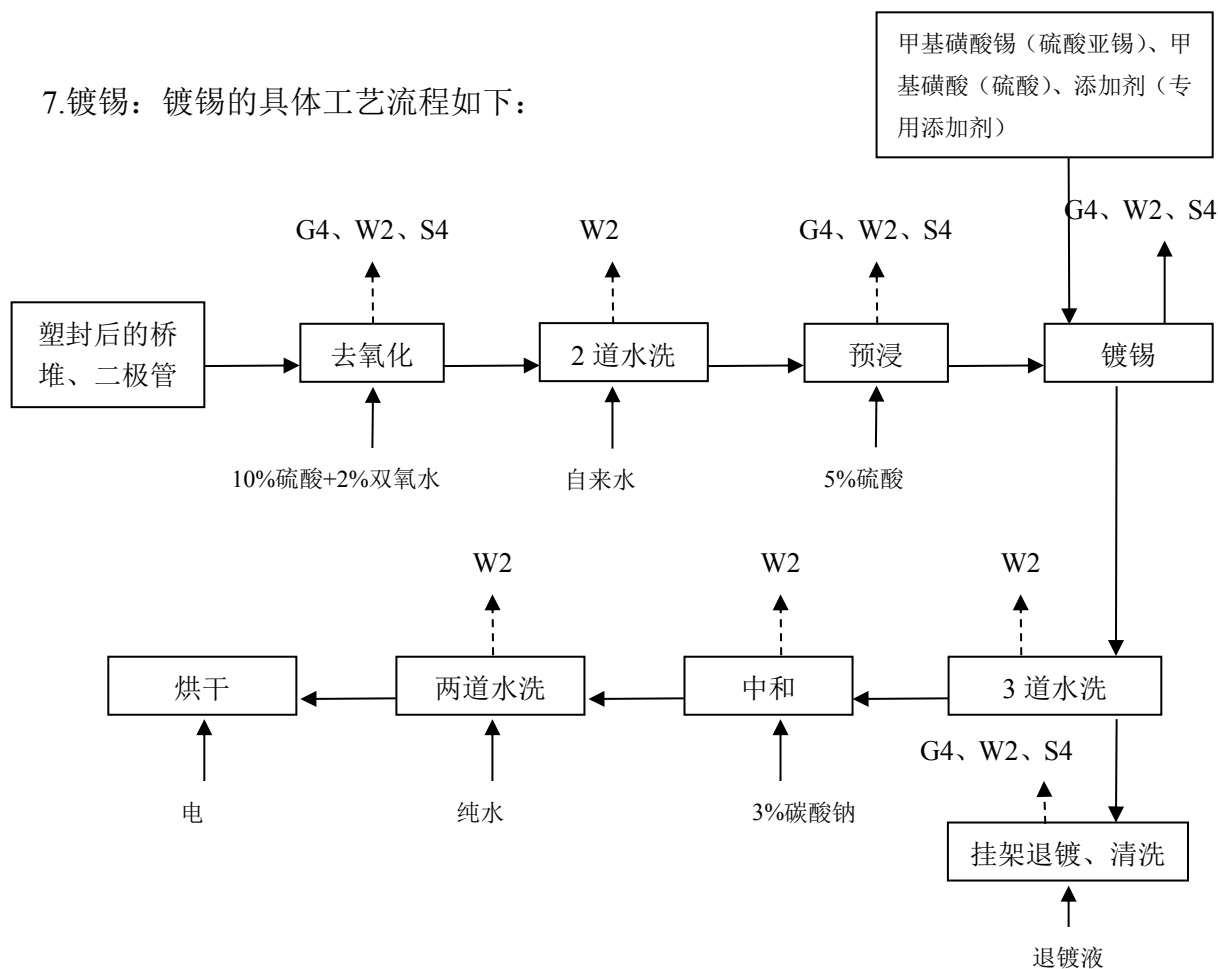 甲基磺酸锡（硫酸亚锡）、甲
基磺酸（硫酸）、添加剂（专
用添加剂）
7.镀锡：镀锡的具体工艺流程如下：
G4、W2、S4
W2
G4、W2、S4
G4、W2、S4
塑封后的桥
堆、二极管
去氧化
2 道水洗
预浸
镀锡
10%硫酸+2%双氧水
自来水
5%硫酸
W2
W2
W2
烘干
两道水洗
中和
3 道水洗
G4、W2、S4
电
纯水
3%碳酸钠
挂架退镀、清洗
退镀液